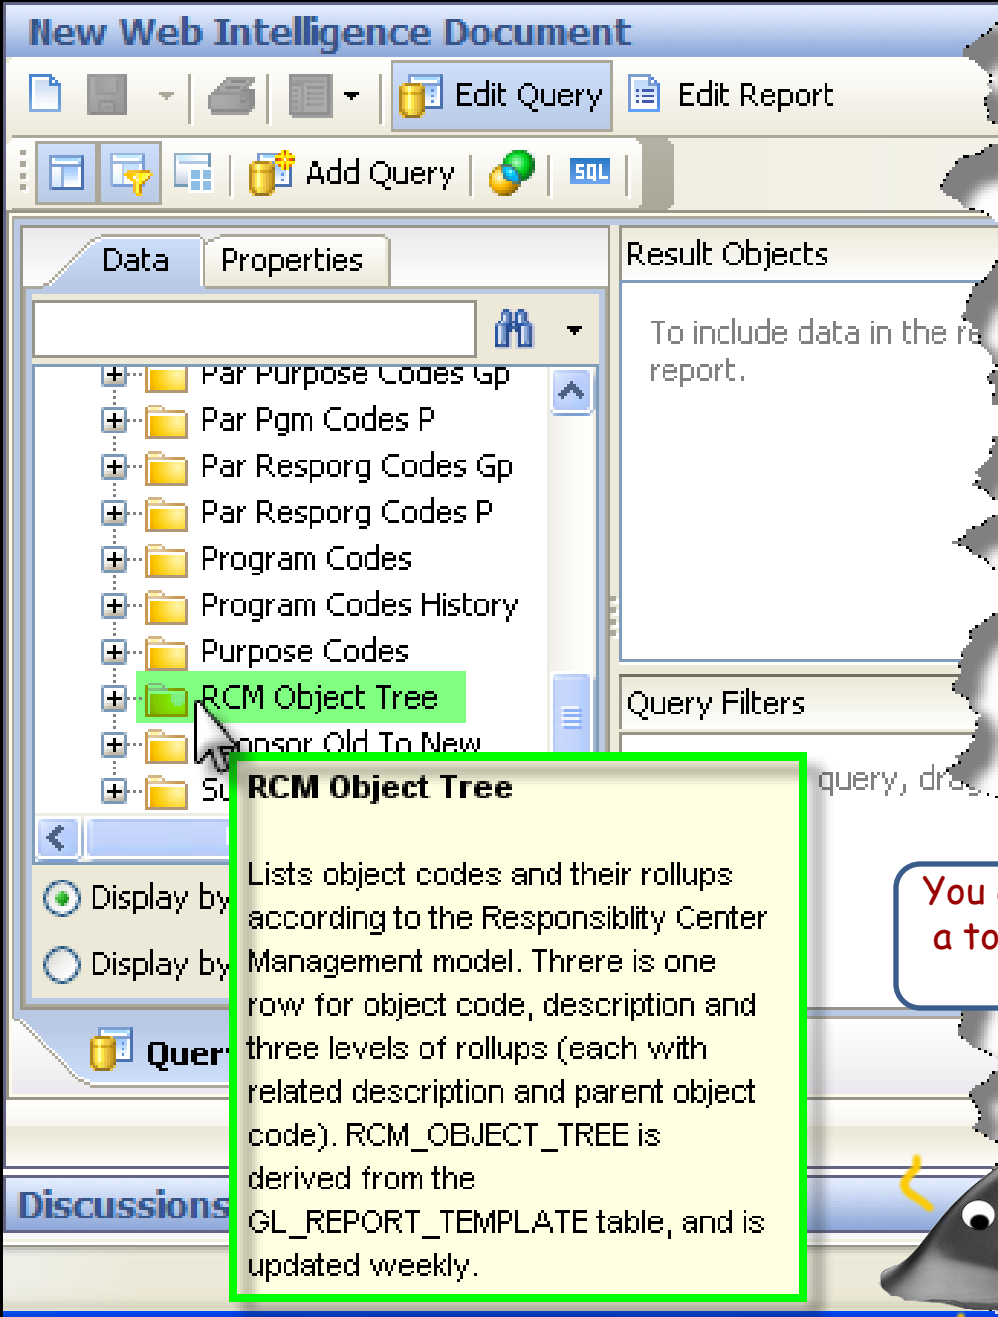 New Web Intelligence Document
Edit Query
Edit Report
Add Query
SQL
Data
Properties
Result Objects
To include data in the
report.
Par Purpose Codes Gp
Par Pgm Codes P
Par Resporg Codes Gp
Par Resporg Codes P
Program Codes
Program Codes History
Purpose Codes
RCM Object Tree
Sponsor Old To New
Query Filters
query,
RCM Object Tree
Lists object codes and their rollups
according to the Responsiblity Center
Management model. Threre is one
row for object code, description and
three levels of rollups (each with
related description and parent object
code). RCM_OBJECT_TREE is
derived from the
GL_REPORT_TEMPLATE table, and is
updated weekly.
Display by
Display by
You
a
Discussions